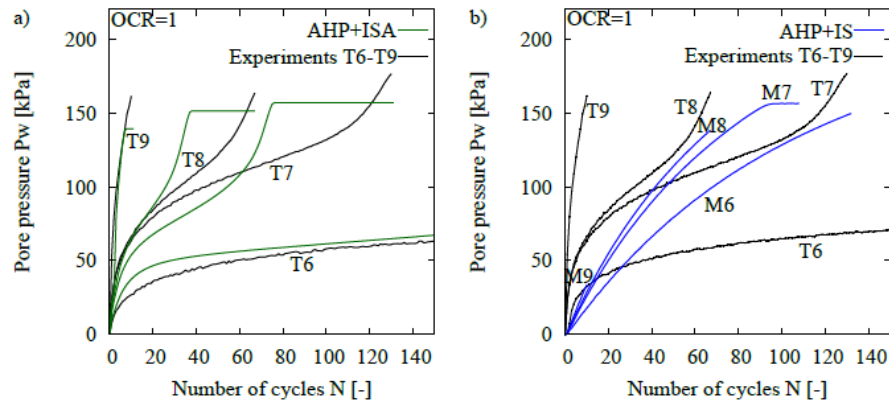 a)
OCR=1
AHP+ISA
Experiments T6-T9
Pore pressure Pw [kPa]
200
150
100
50
0
T9
T8
T7
T6
0 20 40 60 80 100 120 140
Number of cycles N [-]
b)
OCR=1
AHP+IS
Experiments T6-T9
Pore pressure Pw [kPa]
200
150
100
50
0
T9
T8
M8
M7
T7
M6
M9
T6
0 20 40 60 80 100 120 140
Number of cycles N [-]